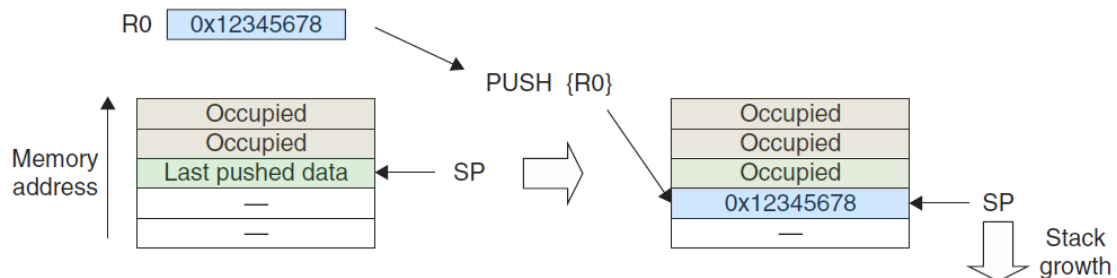 R0 0x12345678
PUSH {R0}
Memory
address
Occupied
Occupied
Last pushed data
—
—
SP
Occupied
Occupied
Occupied
0x12345678
—
SP
Stack
growth